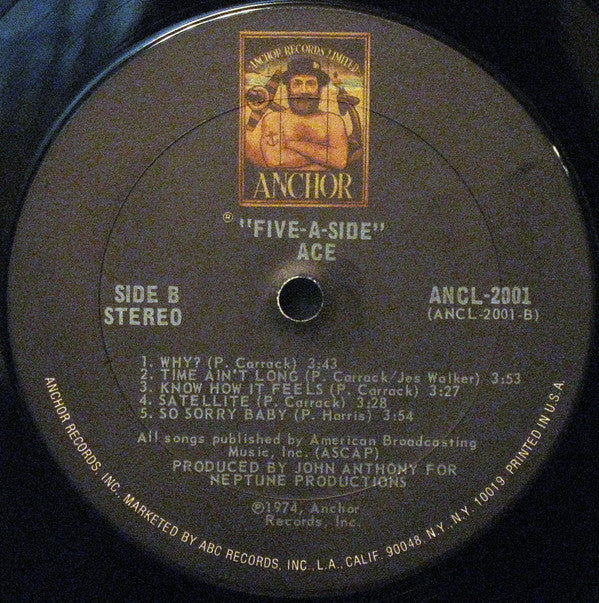 ANCHOR RECORDS LIMITED
ANCHOR
℗ "FIVE-A-SIDE"
ACE
SIDE B
STEREO
ANCL-2001
(ANCL-2001-B)
1. WHY? (P. Carrack) 3:43
2. TIME AIN'T LONG (P. Carrack/Jes Walker) 3:53
3. KNOW HOW IT FEELS (P. Carrack) 3:27
4. SATELLITE (P. Carrack) 3:28
5. SO SORRY BABY (P. Harris) 3:54
All songs published by American Broadcasting
Music, Inc. (ASCAP)
PRODUCED BY JOHN ANTHONY FOR
NEPTUNE PRODUCTIONS
℗1974, Anchor
Records, Inc.
ANCHOR RECORDS, INC., MARKETED BY ABC RECORDS, INC., L.A., CALIF. 90048, N.Y., N.Y. 10019. PRINTED IN U.S.A.